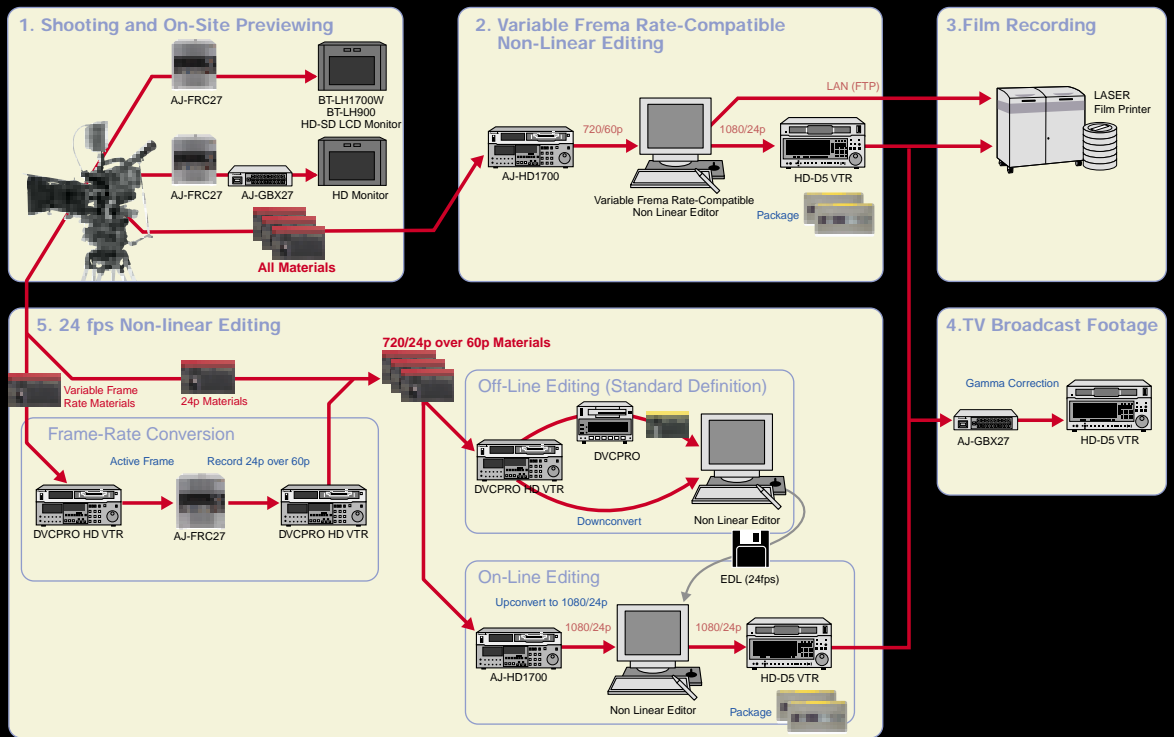 1. Shooting and On-Site Previewing
AJ-FRC27
BT-LH1700W
BT-LH900
HD-SD LCD Monitor
AJ-FRC27
AJ-GBX27
HD Monitor
All Materials
2. Variable Frema Rate-Compatible
Non-Linear Editing
LAN (FTP)
720/60p
1080/24p
AJ-HD1700
HD-D5 VTR
Variable Frema Rate-Compatible
Non Linear Editor
Package
3.Film Recording
LASER
Film Printer
4.TV Broadcast Footage
Gamma Correction
AJ-GBX27
HD-D5 VTR
5. 24 fps Non-linear Editing
720/24p over 60p Materials
Variable Frame
Rate Materials
24p Materials
Frame-Rate Conversion
Active Frame
Record 24p over 60p
DVCPRO HD VTR
AJ-FRC27
DVCPRO HD VTR
Off-Line Editing (Standard Definition)
DVCPRO
DVCPRO HD VTR
Downconvert
Non Linear Editor
EDL (24fps)
On-Line Editing
Upconvert to 1080/24p
1080/24p
1080/24p
AJ-HD1700
HD-D5 VTR
Non Linear Editor
Package